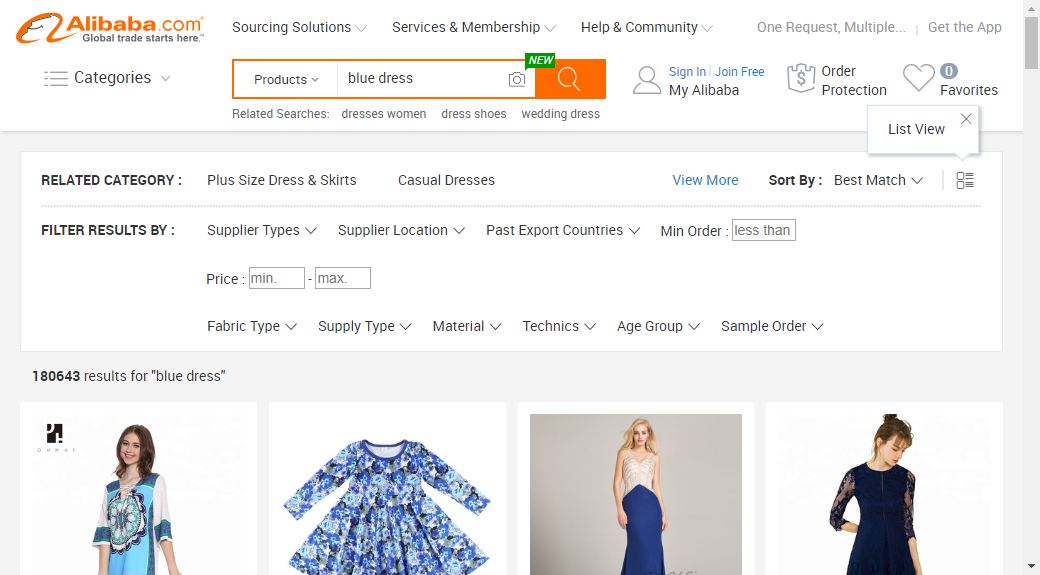 Alibaba.com
Global trade starts here.™
Sourcing Solutions
Services & Membership
Help & Community
One Request, Multiple...
Get the App
Categories
Products
blue dress
NEW
Sign In Join Free
My Alibaba
Order
Protection
0
Favorites
Related Searches: dresses women dress shoes wedding dress
List View
RELATED CATEGORY : Plus Size Dress & Skirts Casual Dresses View More Sort By : Best Match
FILTER RESULTS BY : Supplier Types Supplier Location Past Export Countries Min Order : less than
Price : min. - max.
Fabric Type Supply Type Material Technics Age Group Sample Order
180643 results for "blue dress"